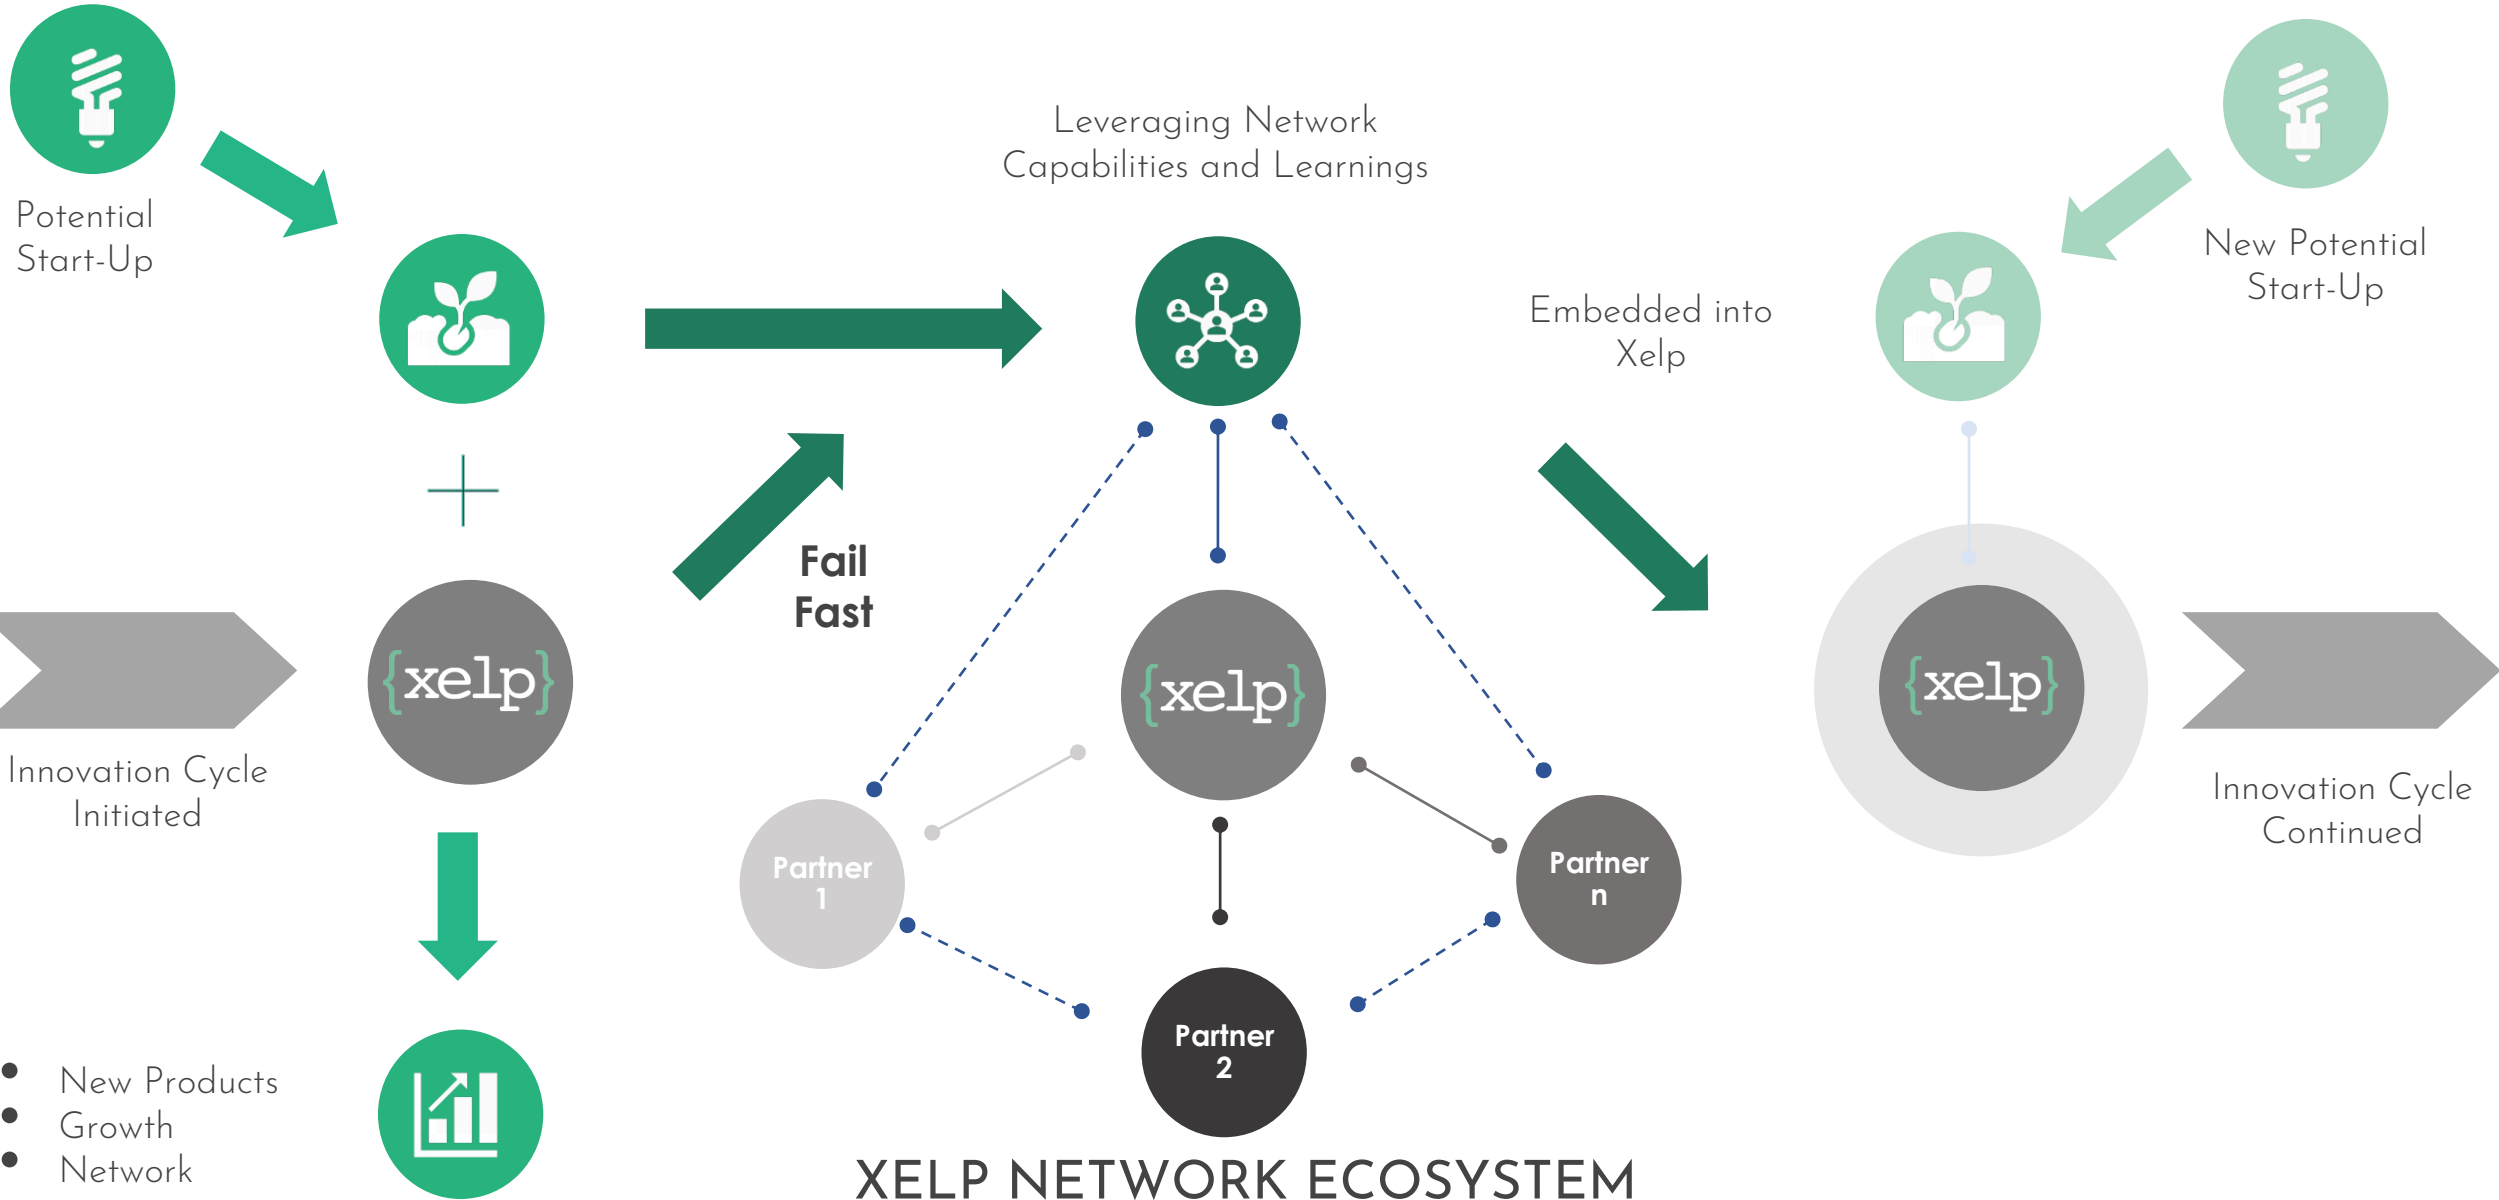 Potential
Start-Up
Leveraging Network
Capabilities and Learnings
New Potential
Start-Up
Embedded into
Xelp
Fail
Fast
{xelp}
{xelp}
{xelp}
Innovation Cycle
Initiated
Innovation Cycle
Continued
Partner
1
Partner
n
Partner
2
• New Products
• Growth
• Network
XELP NETWORK ECOSYSTEM